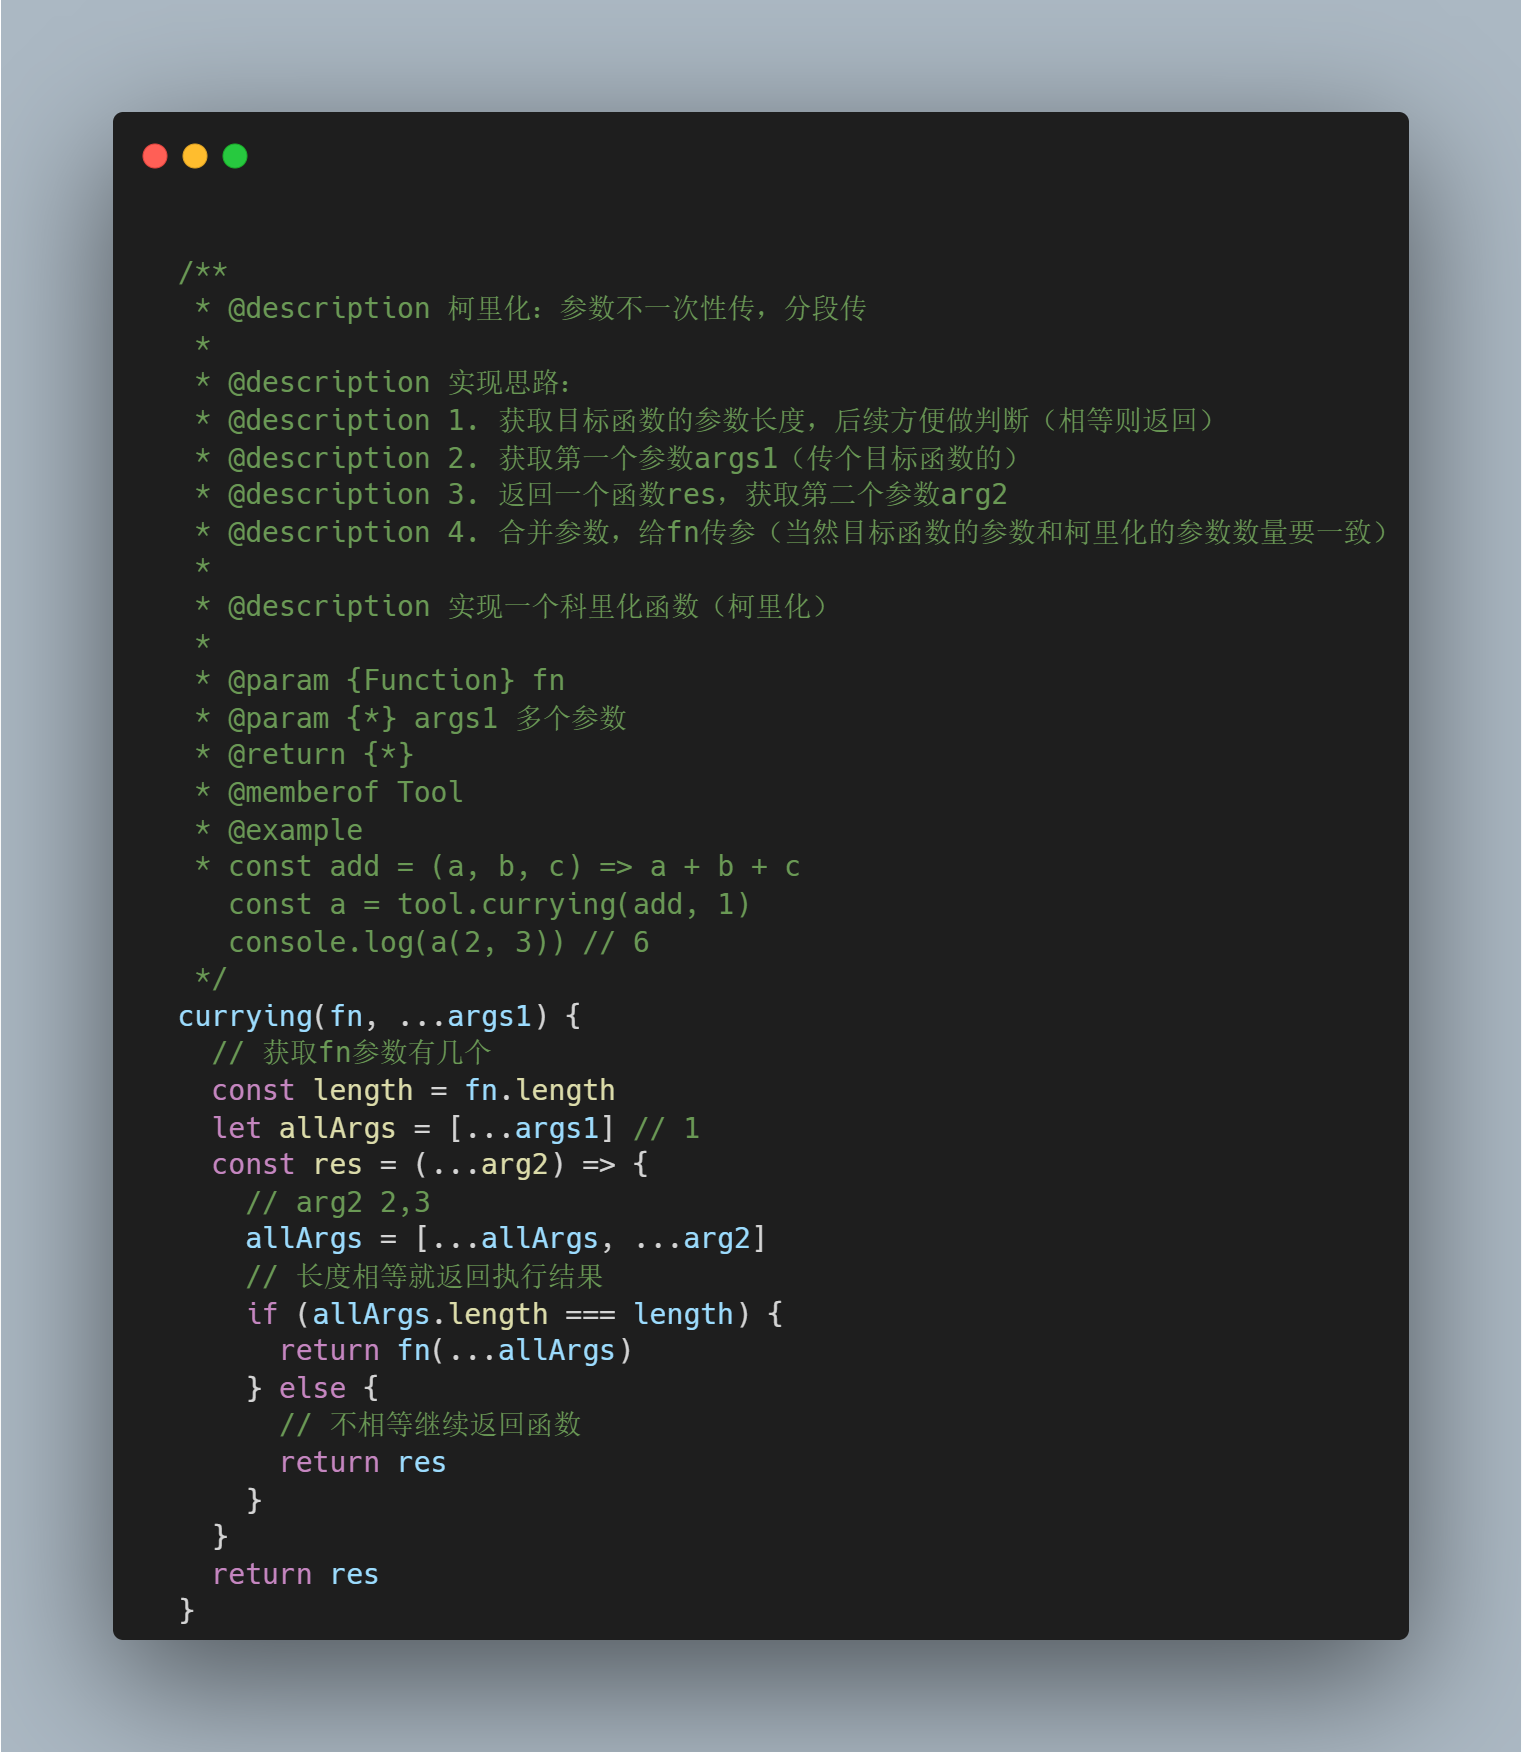 /**
 * @description 柯里化：参数不一次性传，分段传
 *
 * @description 实现思路：
 * @description 1. 获取目标函数的参数长度，后续方便做判断（相等则返回）
 * @description 2. 获取第一个参数args1（传个目标函数的）
 * @description 3. 返回一个函数res，获取第二个参数arg2
 * @description 4. 合并参数，给fn传参（当然目标函数的参数和柯里化的参数数量要一致）
 *
 * @description 实现一个科里化函数（柯里化）
 *
 * @param {Function} fn
 * @param {*} args1 多个参数
 * @return {*}
 * @memberof Tool
 * @example
 * const add = (a, b, c) => a + b + c
   const a = tool.currying(add, 1)
   console.log(a(2, 3)) // 6
 */
currying(fn, ...args1) {
  // 获取fn参数有几个
  const length = fn.length
  let allArgs = [...args1] // 1
  const res = (...arg2) => {
    // arg2 2,3
    allArgs = [...allArgs, ...arg2]
    // 长度相等就返回执行结果
    if (allArgs.length === length) {
      return fn(...allArgs)
    } else {
      // 不相等继续返回函数
      return res
    }
  }
  return res
}